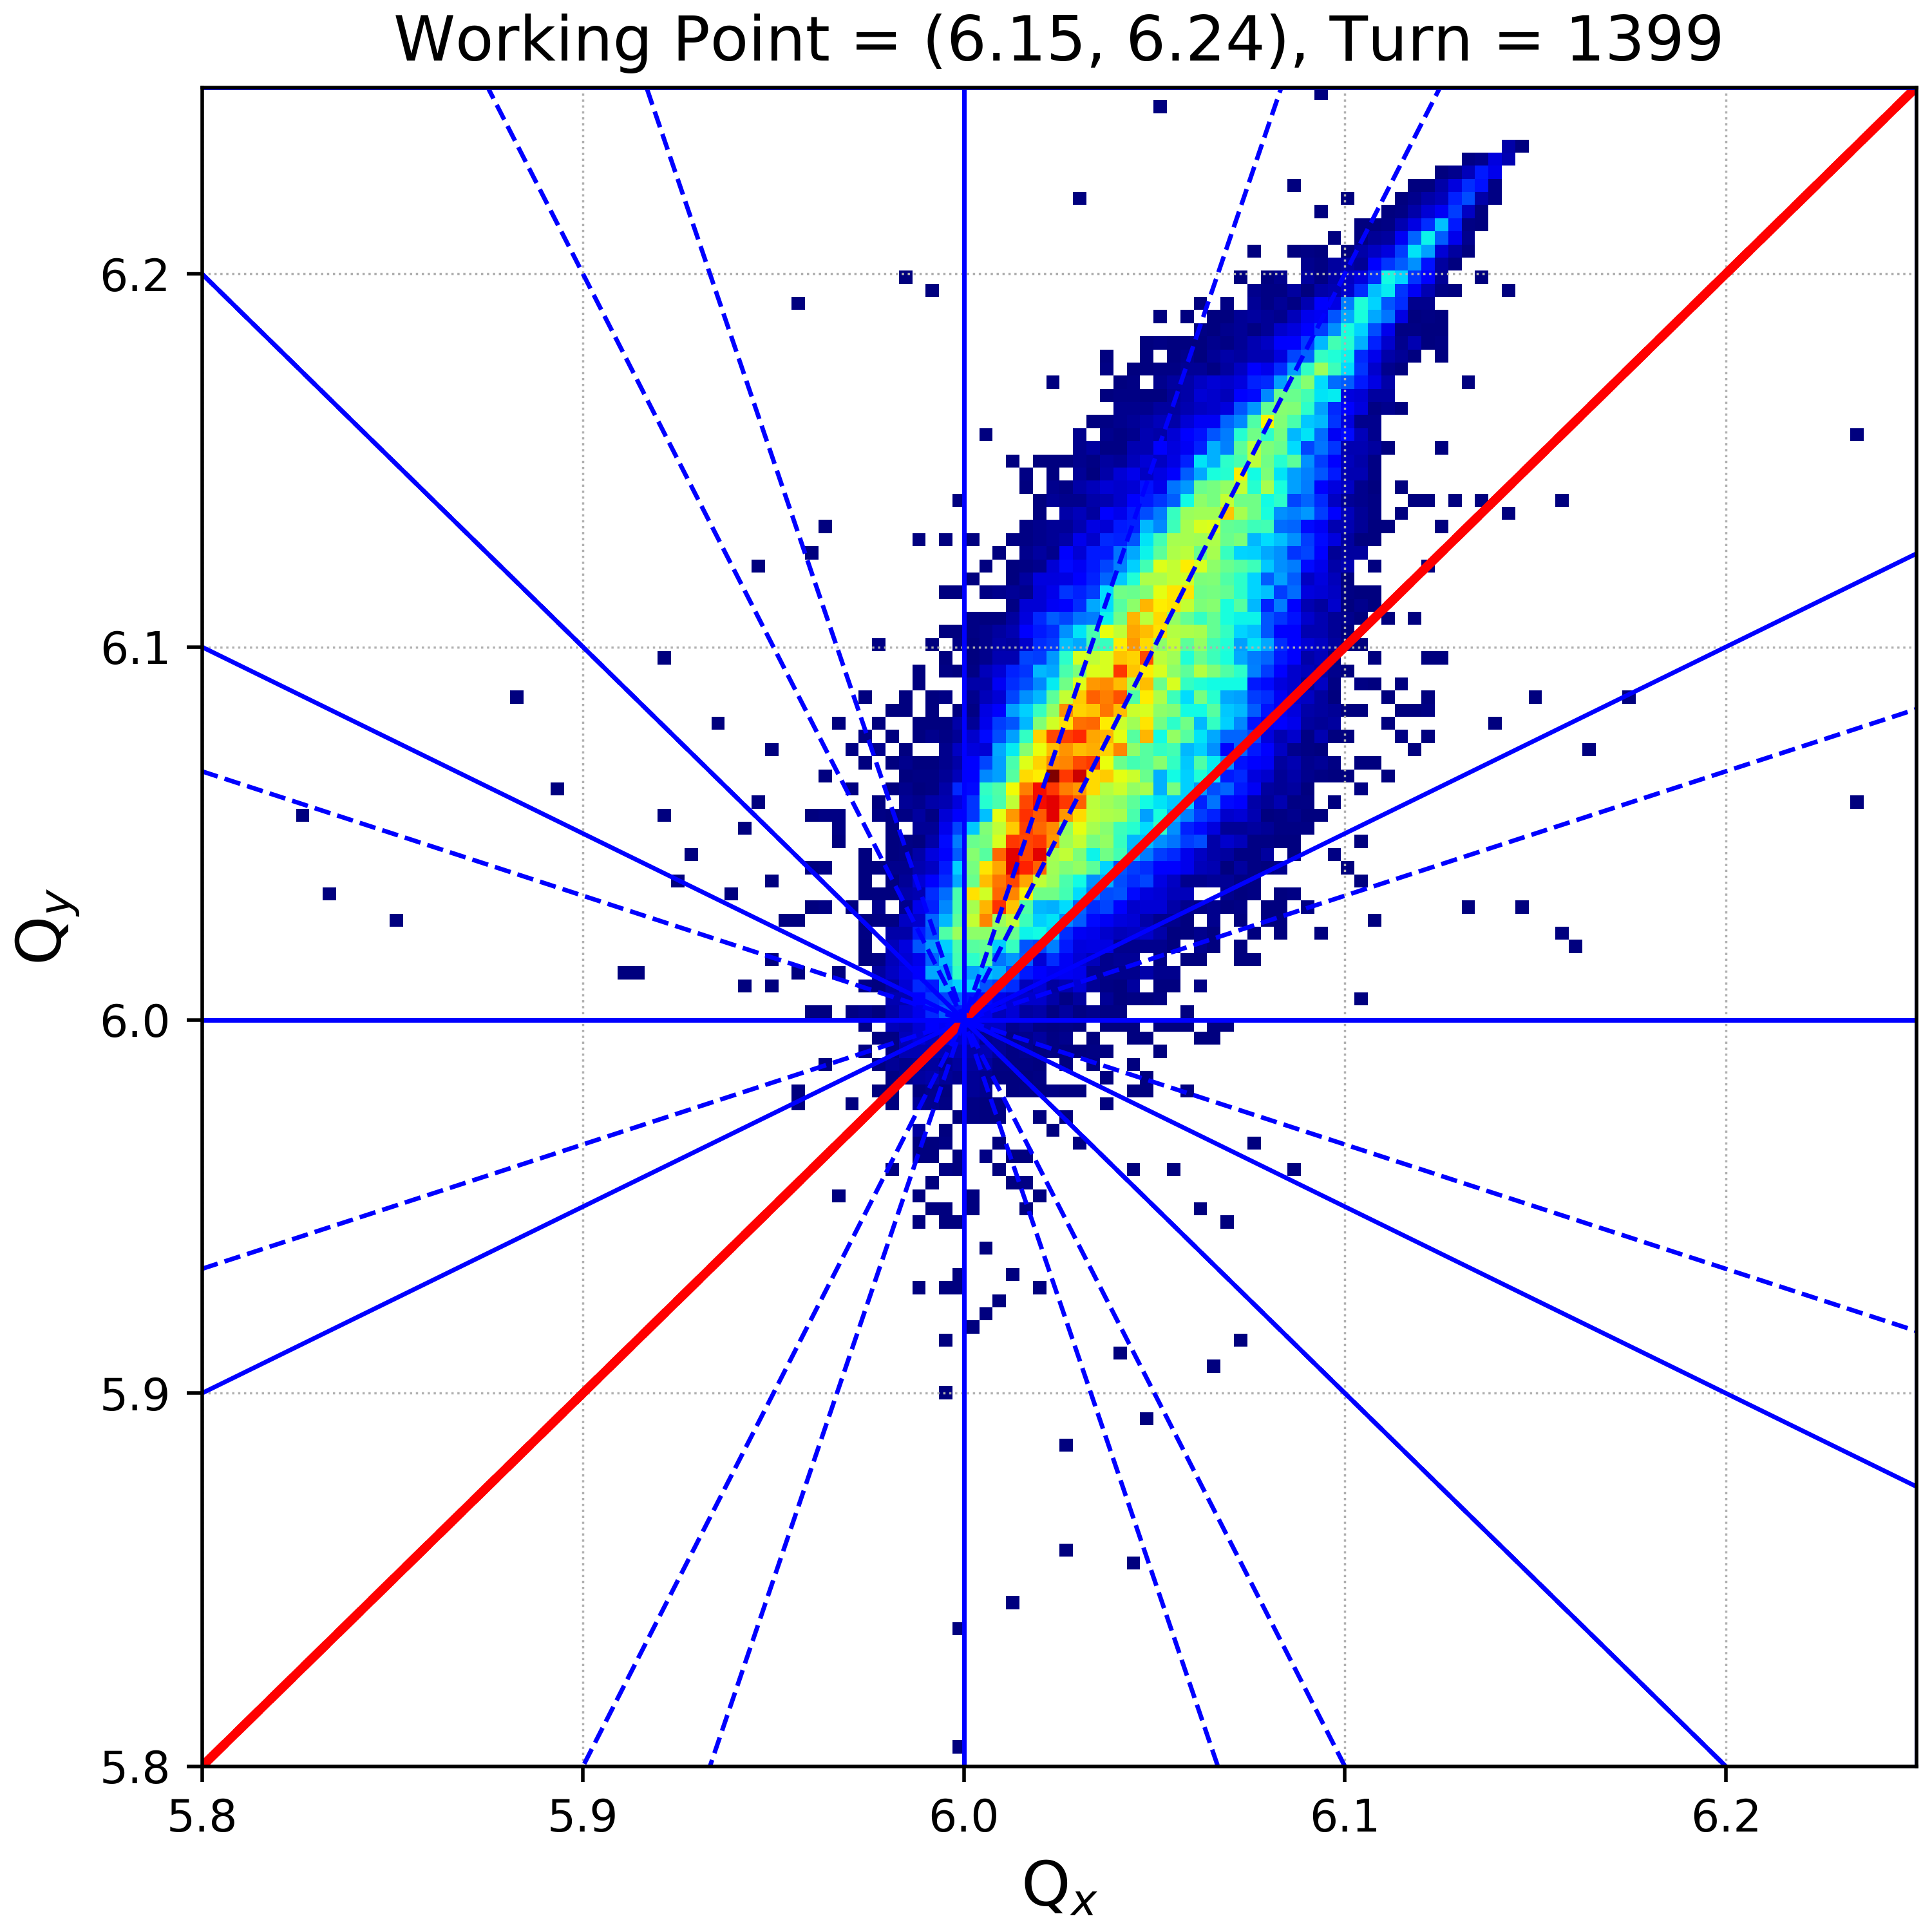 Working Point = (6.15, 6.24), Turn = 1399
6.2
6.1
6.0
5.9
5.8
Qy
5.8 5.9 6.0 6.1 6.2
Qx